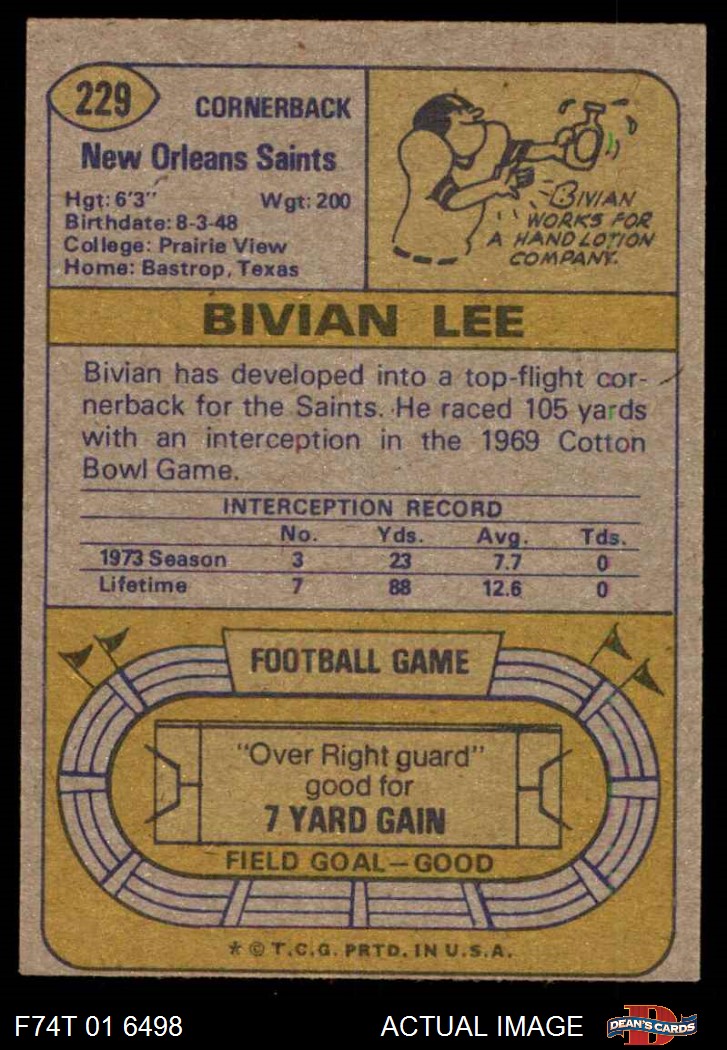 229
CORNERBACK
New Orleans Saints
Hgt: 6'3" Wgt: 200
Birthdate: 8-3-48
College: Prairie View
Home: Bastrop, Texas
BIVIAN
WORKS FOR
A HAND LOTION
COMPANY.
BIVIAN LEE
Bivian has developed into a top-flight cor-
nerback for the Saints. He raced 105 yards
with an interception in the 1969 Cotton
Bowl Game.
INTERCEPTION RECORD
No. Yds. Avg. Tds.
1973 Season 3 23 7.7 0
Lifetime 7 88 12.6 0
FOOTBALL GAME
"Over Right guard"
good for
7 YARD GAIN
FIELD GOAL—GOOD
* © T.C.G. PRTD. IN U.S.A.
F74T 01 6498 ACTUAL IMAGE
D
DEAN'S CARDS